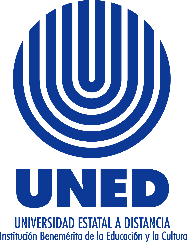 UNED
UNIVERSIDAD ESTATAL A DISTANCIA
Institución Benemérita de la Educación y la Cultura